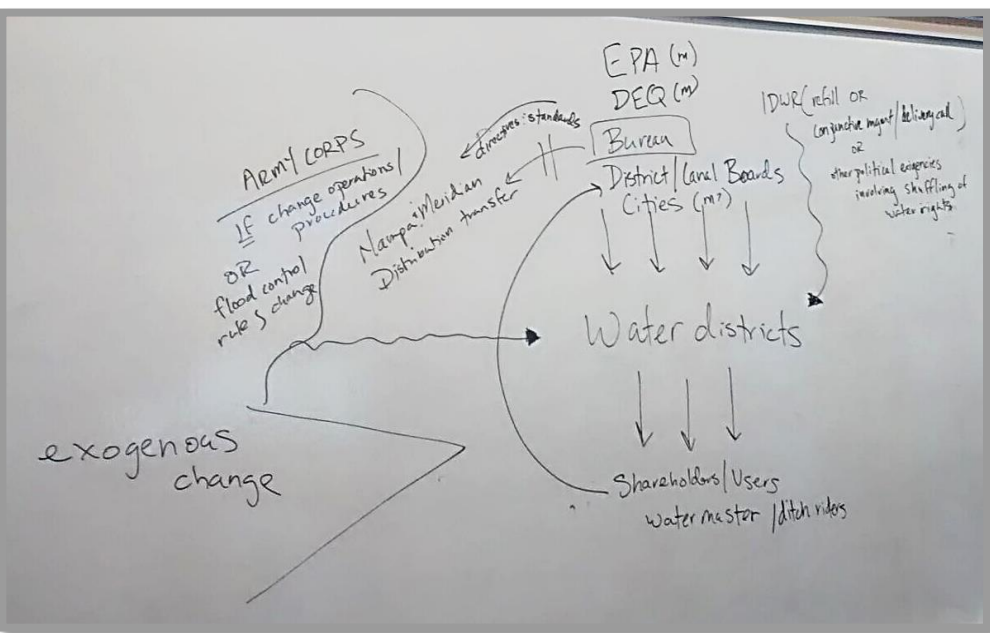 EPA (m)
DEQ (m)
Bureau
District/Canal Boards
Cities (m?)
IDWR (refill OR
conjunctive mgmt/delivery call)
OR
other political exigencies
involving shuffling of
water rights.
directives: standards
Nampa: Meridian
Distribution transfer
ARMY CORPS
IF change operations/
procedures
OR
flood control
rules change
Water districts
exogenous
change
Shareholders/Users
water master/ditch riders